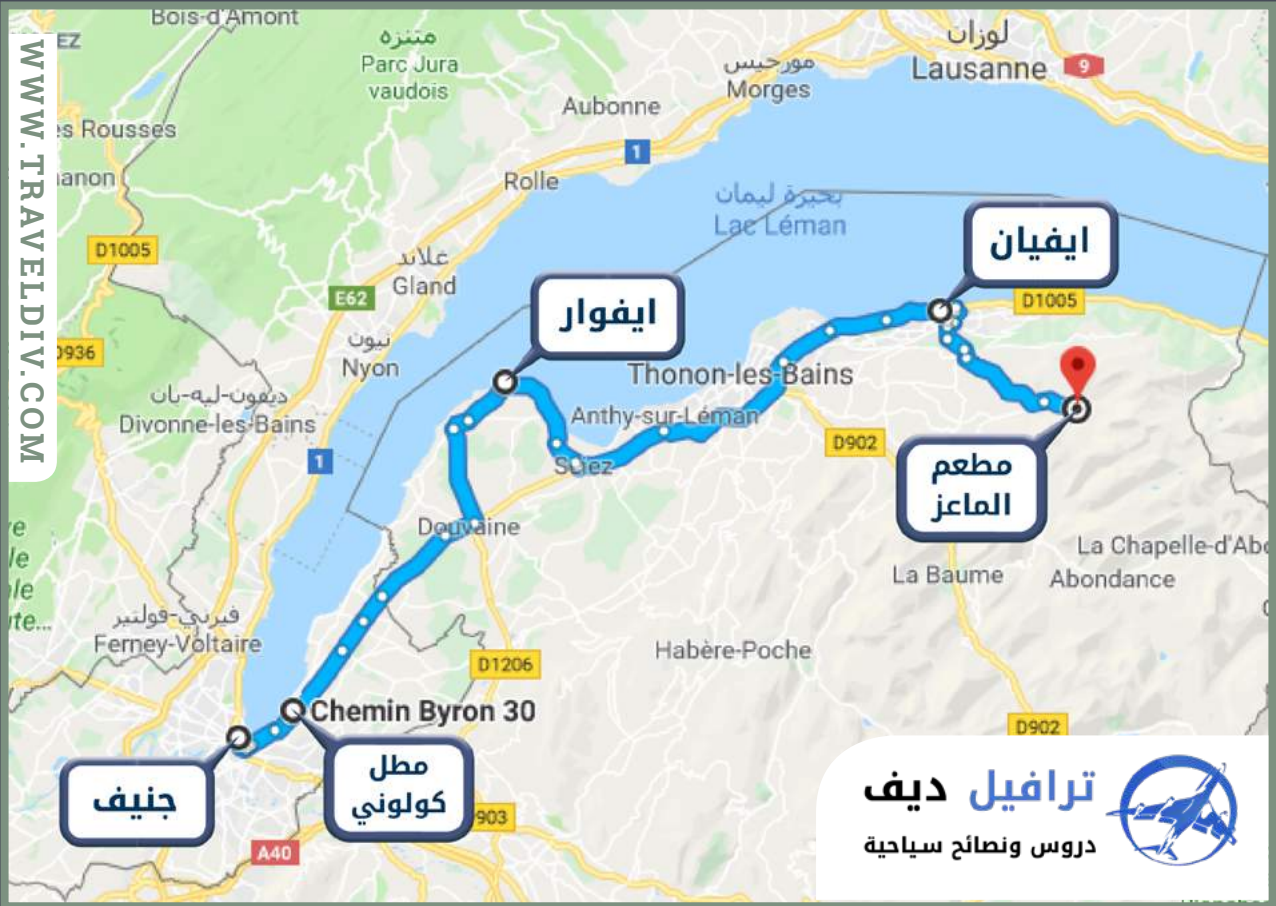 Bois-d'Amont
EZ
WWW.TRAVELDIV.COM
متنزه
Parc Jura
vaudois
لوزان
Lausanne
9
مورجيس
Morges
Aubonne
es Rousses
1
anon
Rolle
بحيرة ليمان
Lac Léman
D1005
غلاند
Gland
E62
ايفيان
D1005
ايفوار
نيون
Nyon
D936
Thonon-les-Bains
ديفون-ليه-بان
Divonne-les-Bains
Anthy-sur-Léman
1
D902
Sciez
مطعم
الماعز
Douvaine
La Chapelle-d'Abo
Abondance
La Baume
فيرني-فولتير
Ferney-Voltaire
Habère-Poche
D1206
Chemin Byron 30
D902
جنيف
مطل
كولوني
903
A40
ترافيل ديف
دروس ونصائح سياحية